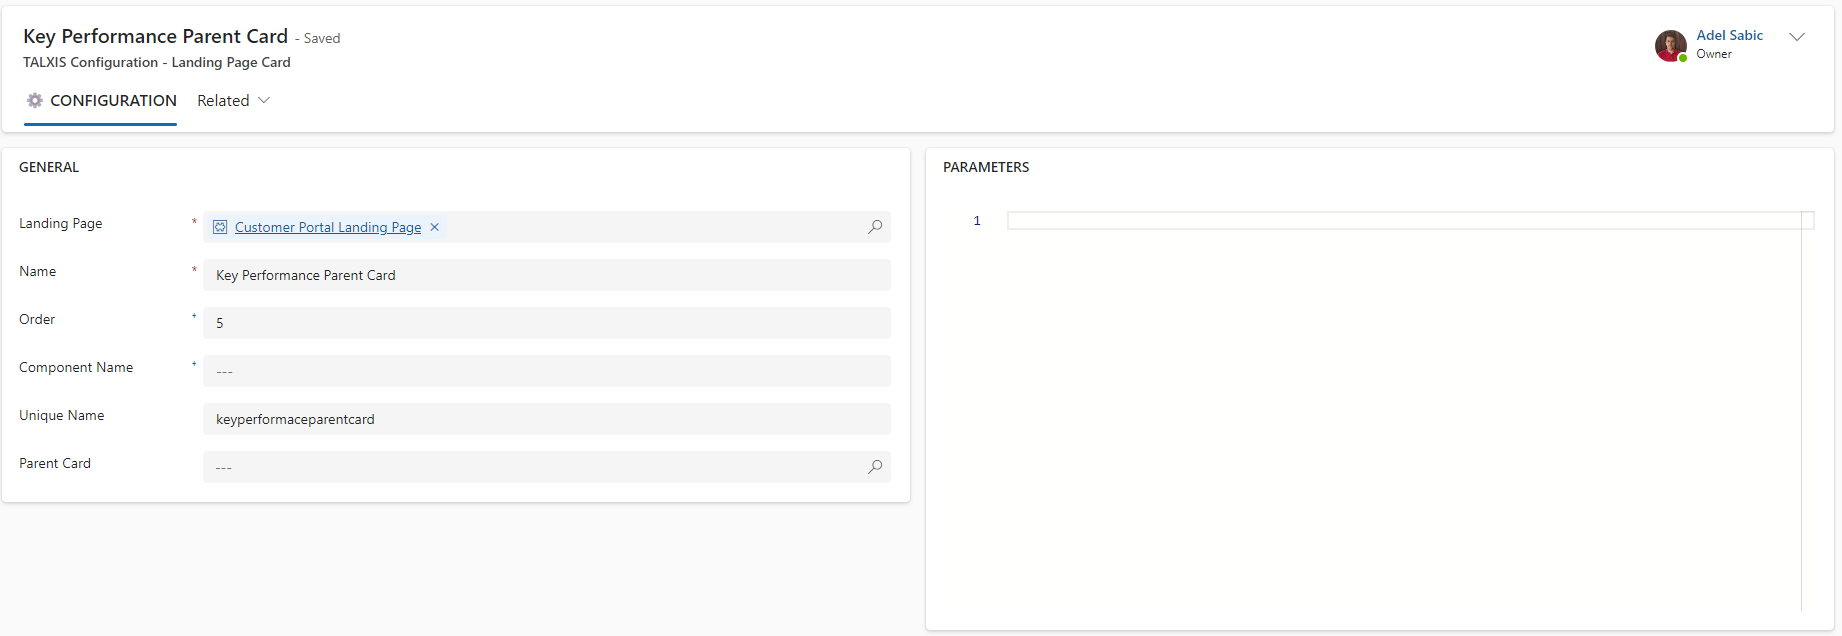 Key Performance Parent Card - Saved
TALXIS Configuration - Landing Page Card
Adel Sabic
Owner
CONFIGURATION Related
GENERAL
Landing Page * Customer Portal Landing Page
Name * Key Performance Parent Card
Order + 5
Component Name + ---
Unique Name keyperformaceparentcard
Parent Card ---
PARAMETERS
1